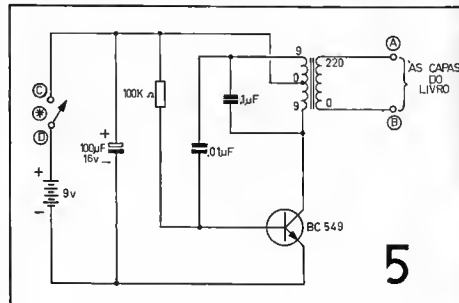 C
*
D
+
9v
-
+
100µF
16v
100K Ω
.01µF
.1µF
9
0
9
220
0
A
B
AS CAPAS
DO
LIVRO
BC 549
5